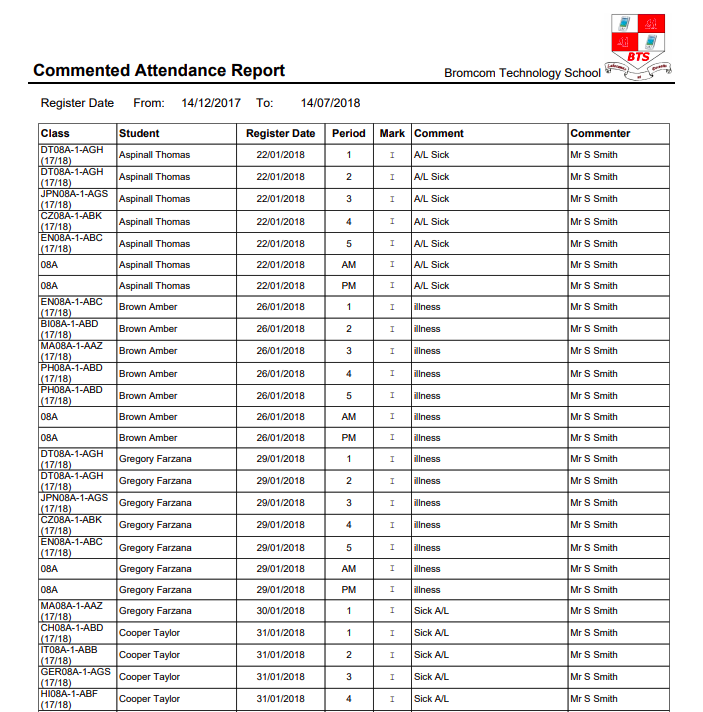 Commented Attendance Report
Bromcom Technology School
BTS
Register Date From: 14/12/2017 To: 14/07/2018
Class Student Register Date Period Mark Comment Commenter
DT08A-1-AGH (17/18) Aspinall Thomas 22/01/2018 1 I A/L Sick Mr S Smith
DT08A-1-AGH (17/18) Aspinall Thomas 22/01/2018 2 I A/L Sick Mr S Smith
JPN08A-1-AGS (17/18) Aspinall Thomas 22/01/2018 3 I A/L Sick Mr S Smith
CZ08A-1-ABK (17/18) Aspinall Thomas 22/01/2018 4 I A/L Sick Mr S Smith
EN08A-1-ABC (17/18) Aspinall Thomas 22/01/2018 5 I A/L Sick Mr S Smith
08A Aspinall Thomas 22/01/2018 AM I A/L Sick Mr S Smith
08A Aspinall Thomas 22/01/2018 PM I A/L Sick Mr S Smith
EN08A-1-ABC (17/18) Brown Amber 26/01/2018 1 I illness Mr S Smith
BI08A-1-ABD (17/18) Brown Amber 26/01/2018 2 I illness Mr S Smith
MA08A-1-AAZ (17/18) Brown Amber 26/01/2018 3 I illness Mr S Smith
PH08A-1-ABD (17/18) Brown Amber 26/01/2018 4 I illness Mr S Smith
PH08A-1-ABD (17/18) Brown Amber 26/01/2018 5 I illness Mr S Smith
08A Brown Amber 26/01/2018 AM I illness Mr S Smith
08A Brown Amber 26/01/2018 PM I illness Mr S Smith
DT08A-1-AGH (17/18) Gregory Farzana 29/01/2018 1 I illness Mr S Smith
DT08A-1-AGH (17/18) Gregory Farzana 29/01/2018 2 I illness Mr S Smith
JPN08A-1-AGS (17/18) Gregory Farzana 29/01/2018 3 I illness Mr S Smith
CZ08A-1-ABK (17/18) Gregory Farzana 29/01/2018 4 I illness Mr S Smith
EN08A-1-ABC (17/18) Gregory Farzana 29/01/2018 5 I illness Mr S Smith
08A Gregory Farzana 29/01/2018 AM I illness Mr S Smith
08A Gregory Farzana 29/01/2018 PM I illness Mr S Smith
MA08A-1-AAZ (17/18) Gregory Farzana 30/01/2018 1 I Sick A/L Mr S Smith
CH08A-1-ABD (17/18) Cooper Taylor 31/01/2018 1 I Sick A/L Mr S Smith
IT08A-1-ABB (17/18) Cooper Taylor 31/01/2018 2 I Sick A/L Mr S Smith
GER08A-1-AGS (17/18) Cooper Taylor 31/01/2018 3 I Sick A/L Mr S Smith
HI08A-1-ABF (17/18) Cooper Taylor 31/01/2018 4 I Sick A/L Mr S Smith